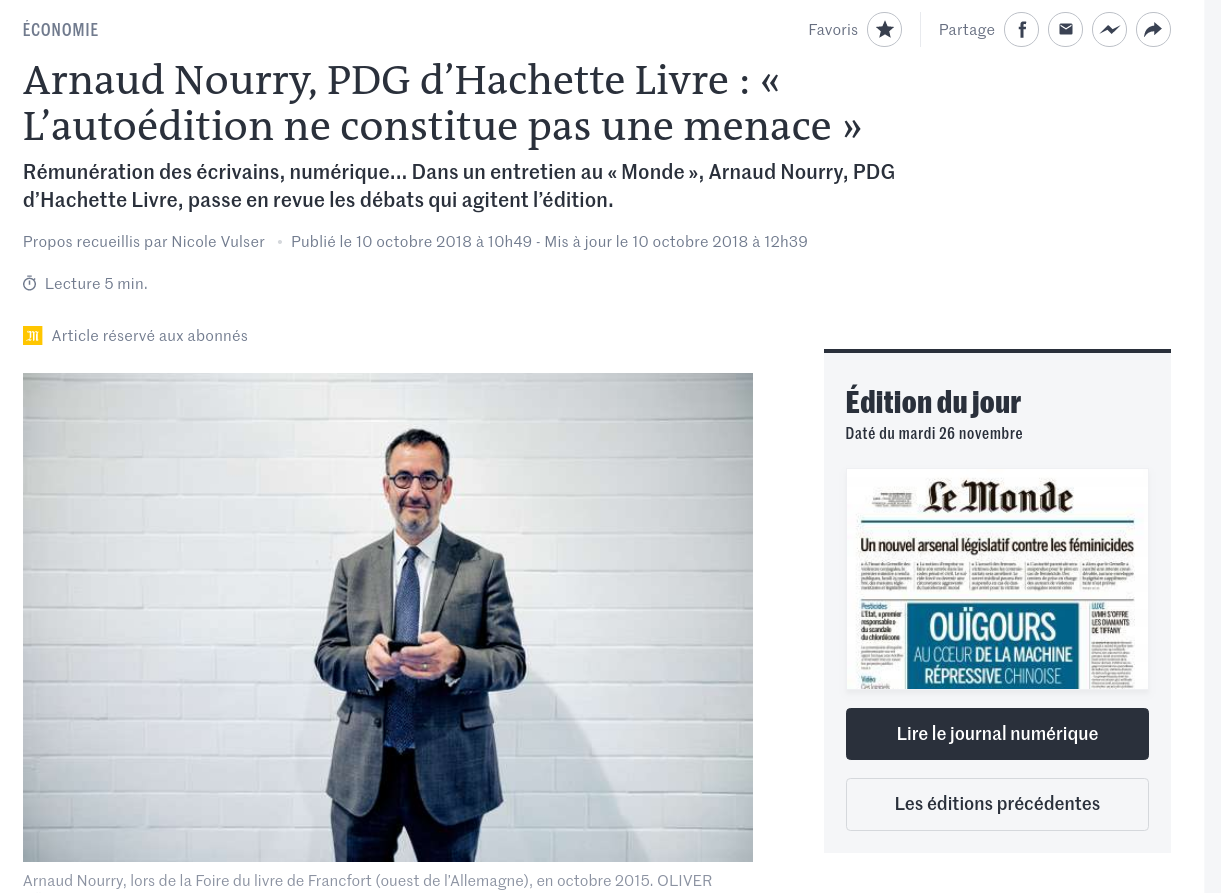 ÉCONOMIE
Favoris
Partage
Arnaud Nourry, PDG d’Hachette Livre : «
L’autoédition ne constitue pas une menace »
Rémunération des écrivains, numérique… Dans un entretien au « Monde », Arnaud Nourry, PDG
d’Hachette Livre, passe en revue les débats qui agitent l’édition.
Propos recueillis par Nicole Vulser • Publié le 10 octobre 2018 à 10h49 - Mis à jour le 10 octobre 2018 à 12h39
Lecture 5 min.
Article réservé aux abonnés
Arnaud Nourry, lors de la Foire du livre de Francfort (ouest de l’Allemagne), en octobre 2015. OLIVER
Édition du jour
Daté du mardi 26 novembre
Le Monde
Un nouvel arsenal législatif contre les féminicides
Pesticides
L’Etat, « premier
responsable »
du scandale
du chlordécone
Vidéo
OUÏGOURS
AU CŒUR DE LA MACHINE
RÉPRESSIVE CHINOISE
LUXE
LVMH S’OFFRE
LES DIAMANTS
DE TIFFANY
Lire le journal numérique
Les éditions précédentes